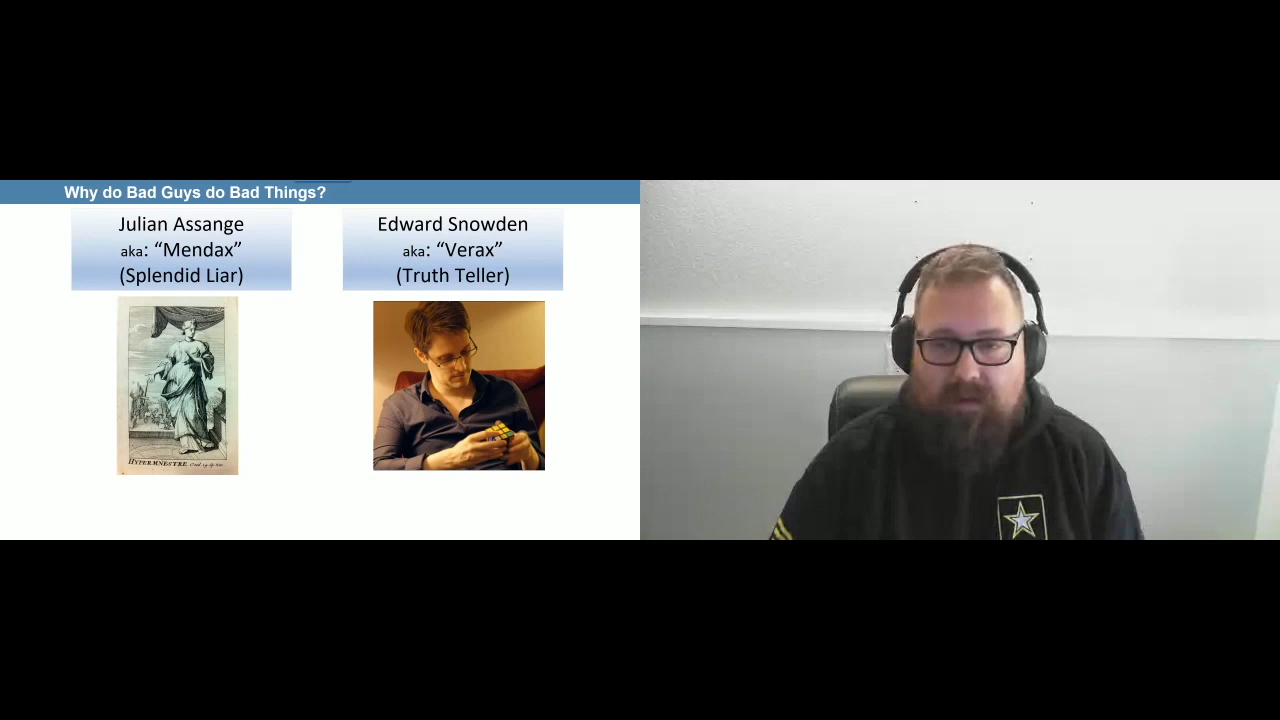 Why do Bad Guys do Bad Things?
Julian Assange
aka: “Mendax”
(Splendid Liar)
Edward Snowden
aka: “Verax”
(Truth Teller)
HYPERMNESTRE